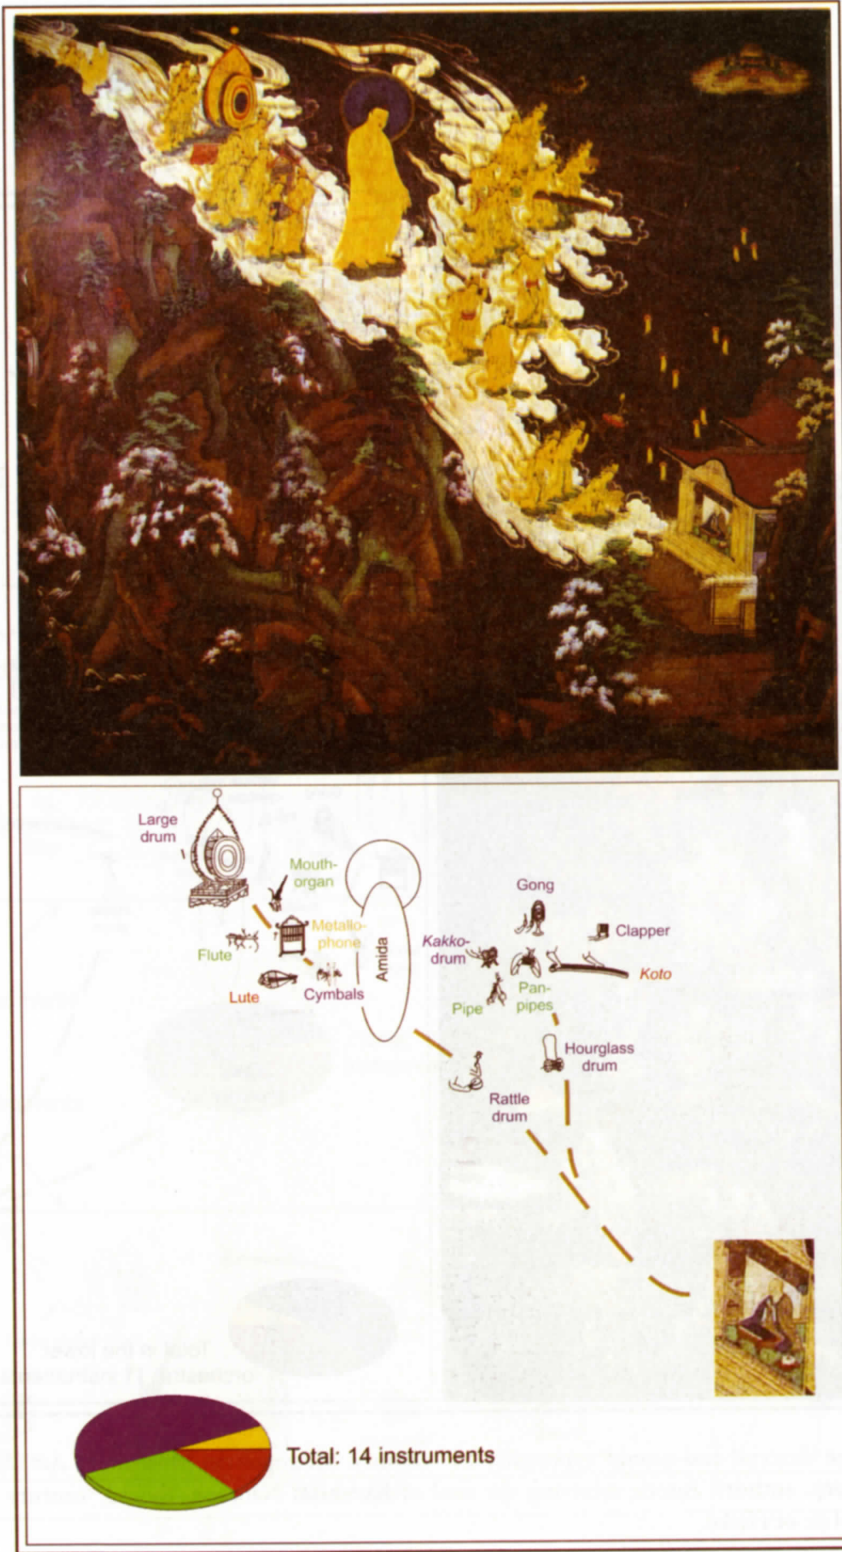 Large
drum
Mouth-
organ
Metallo-
phone
Flute
Lute
Cymbals
Amida
Gong
Clapper
Kakko-
drum
Koto
Pan-
pipes
Pipe
Hourglass
drum
Rattle
drum
Total: 14 instruments